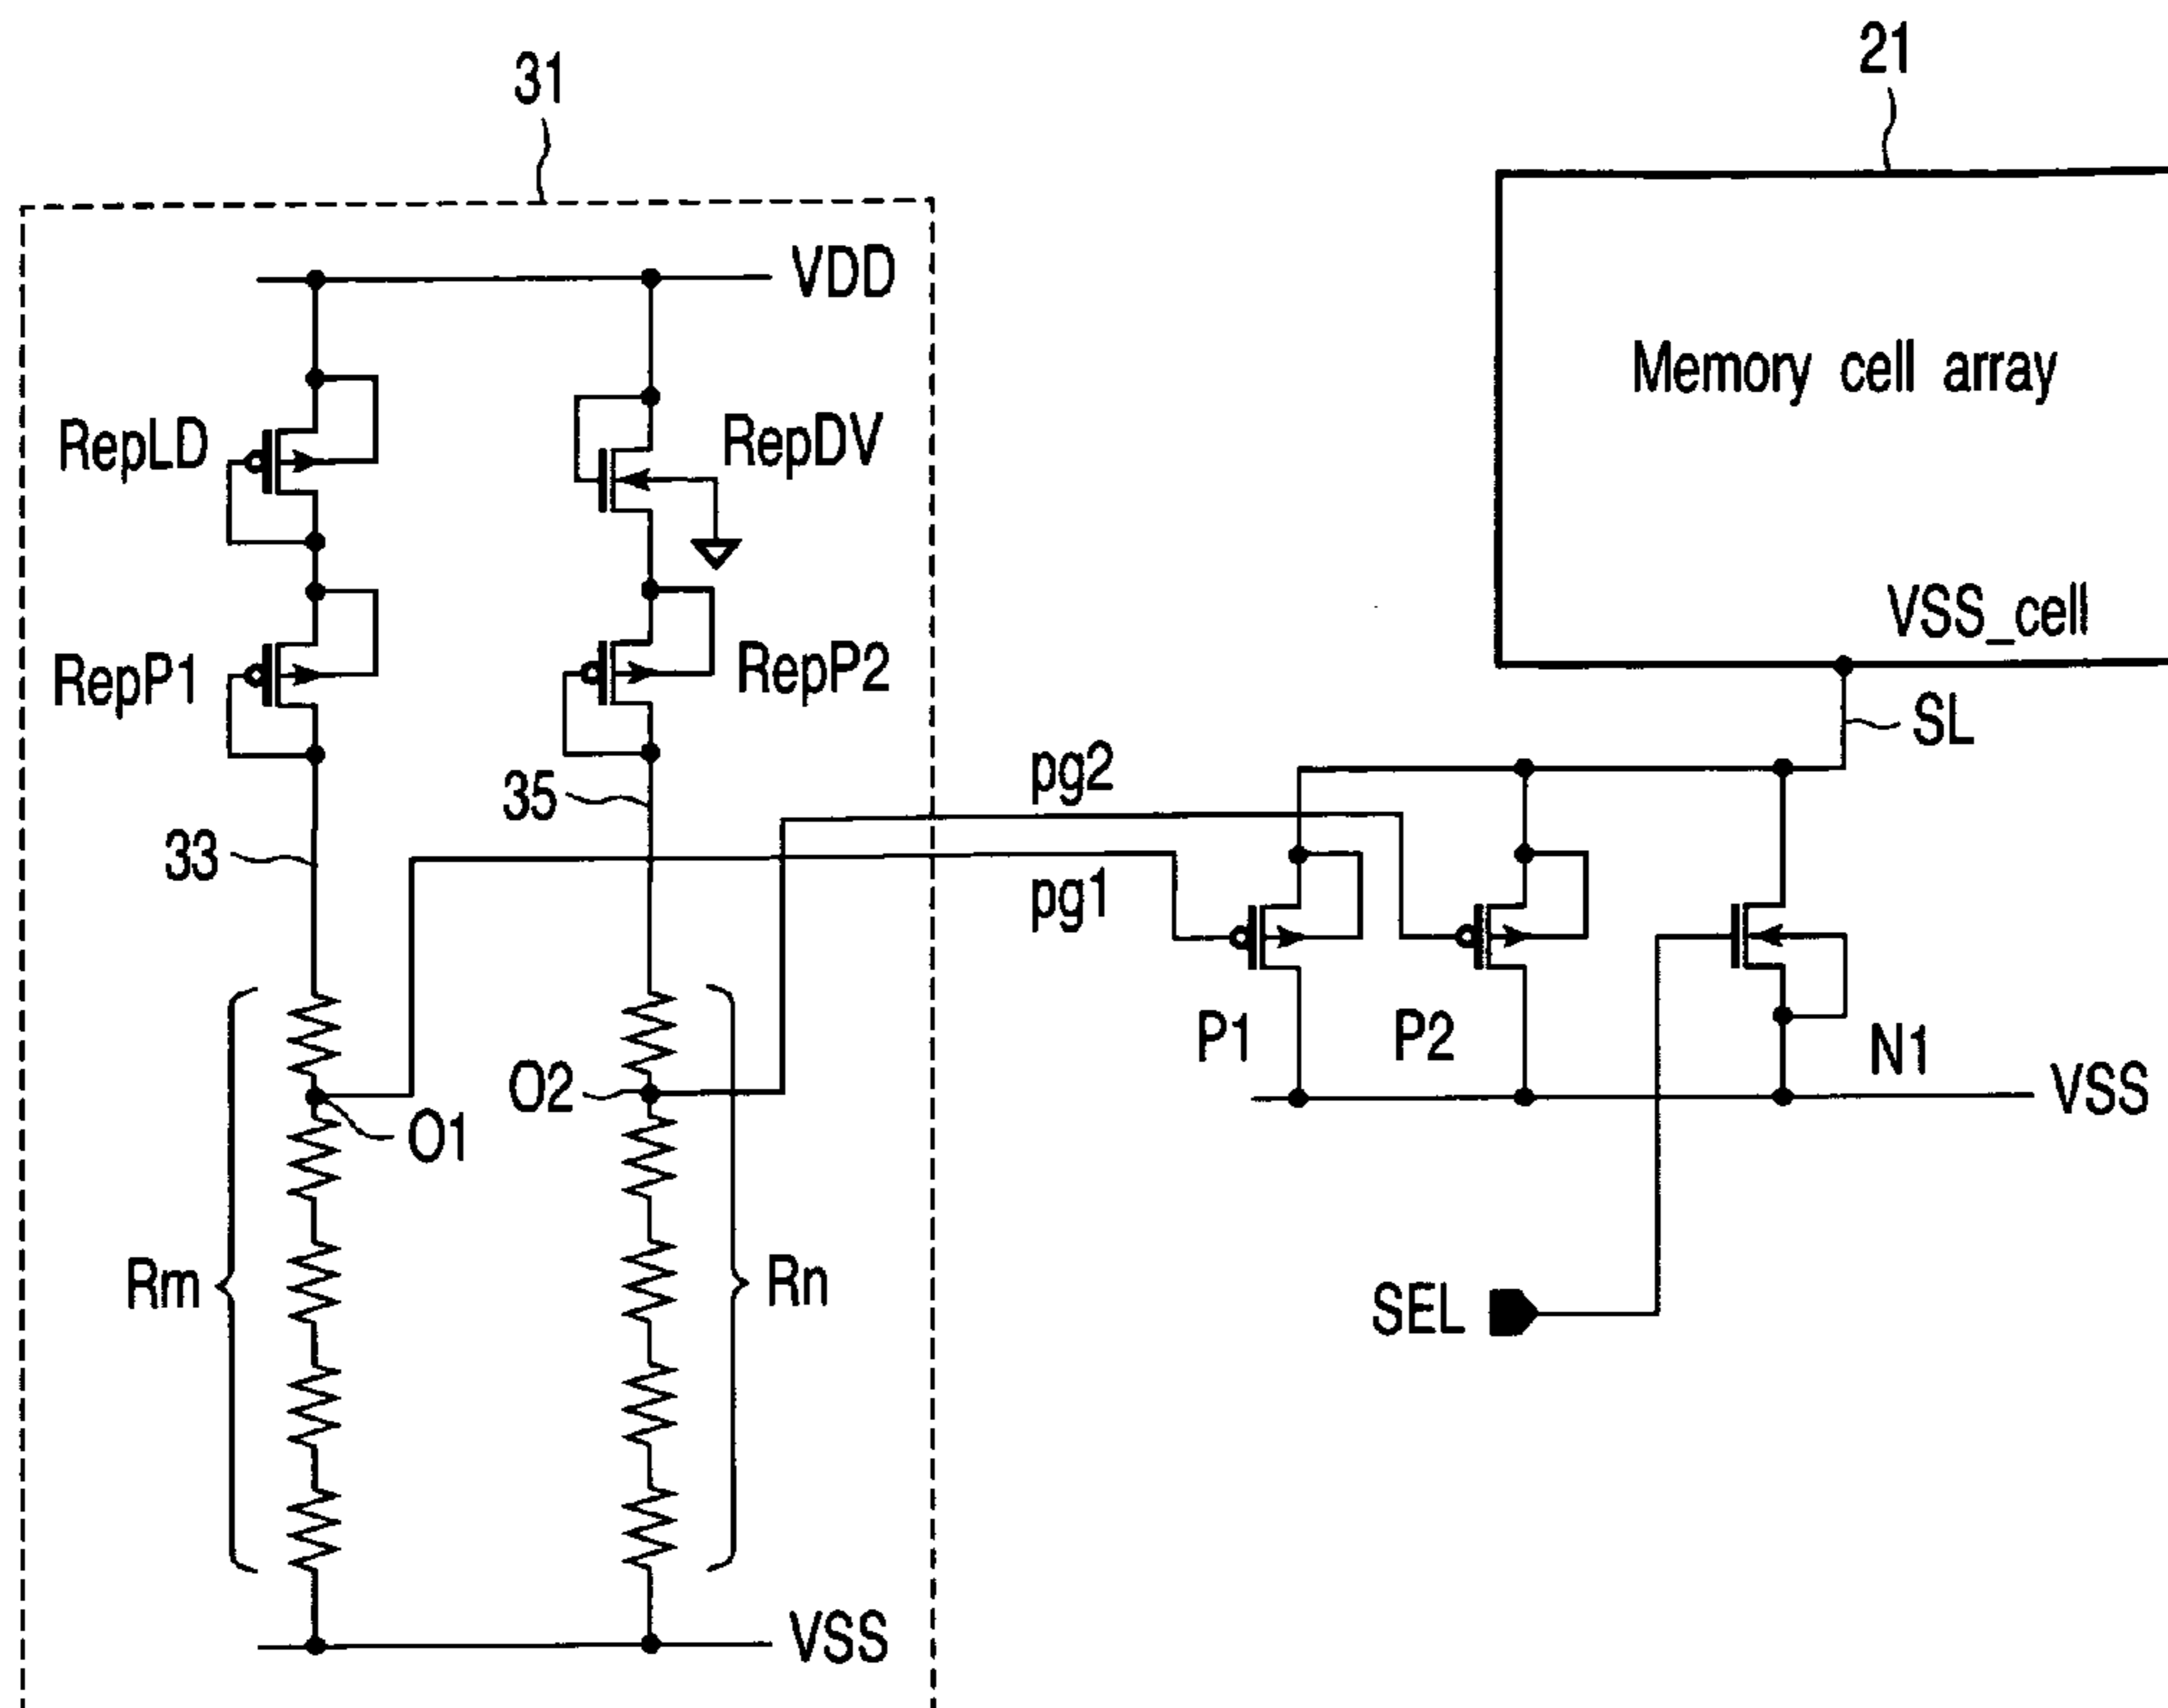 31
21
VDD
RepLD
RepDV
Memory cell array
VSS_cell
RepP1
RepP2
SL
pg2
35
33
pg1
P1
P2
N1
O2
O1
VSS
Rm
Rn
SEL
VSS